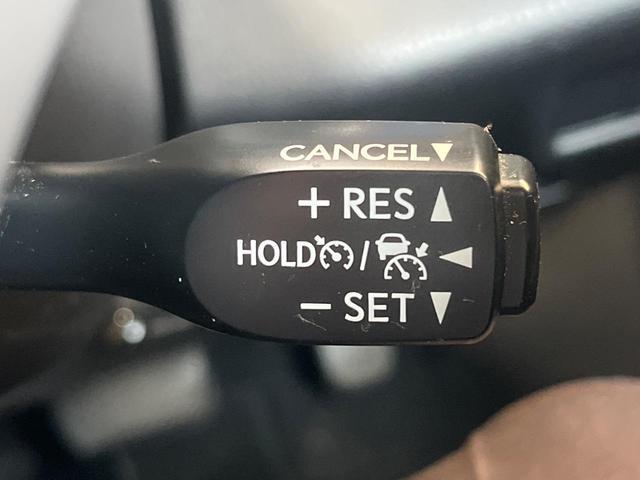 CANCEL▼
+ RES ▲
HOLD / ◀
- SET ▼